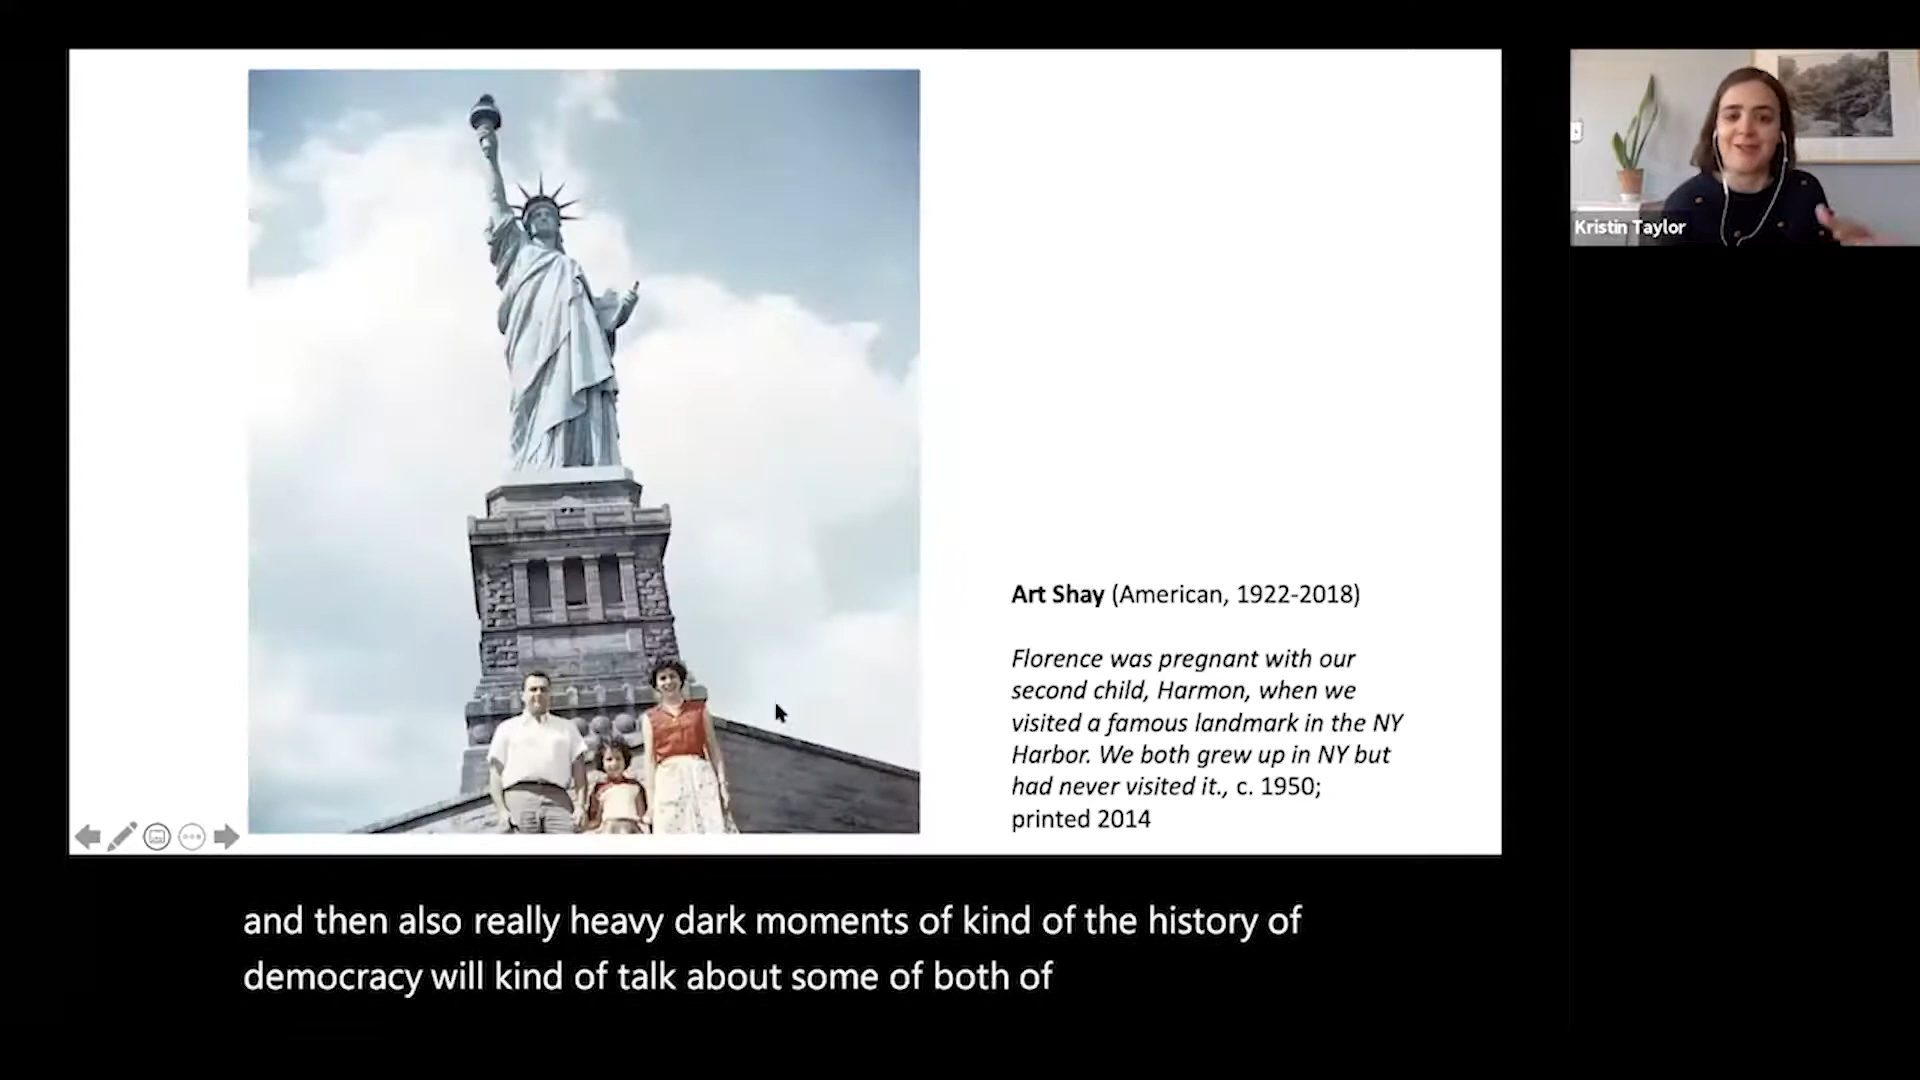 Kristin Taylor
Art Shay (American, 1922-2018)
Florence was pregnant with our
second child, Harmon, when we
visited a famous landmark in the NY
Harbor. We both grew up in NY but
had never visited it., c. 1950;
printed 2014
and then also really heavy dark moments of kind of the history of
democracy will kind of talk about some of both of